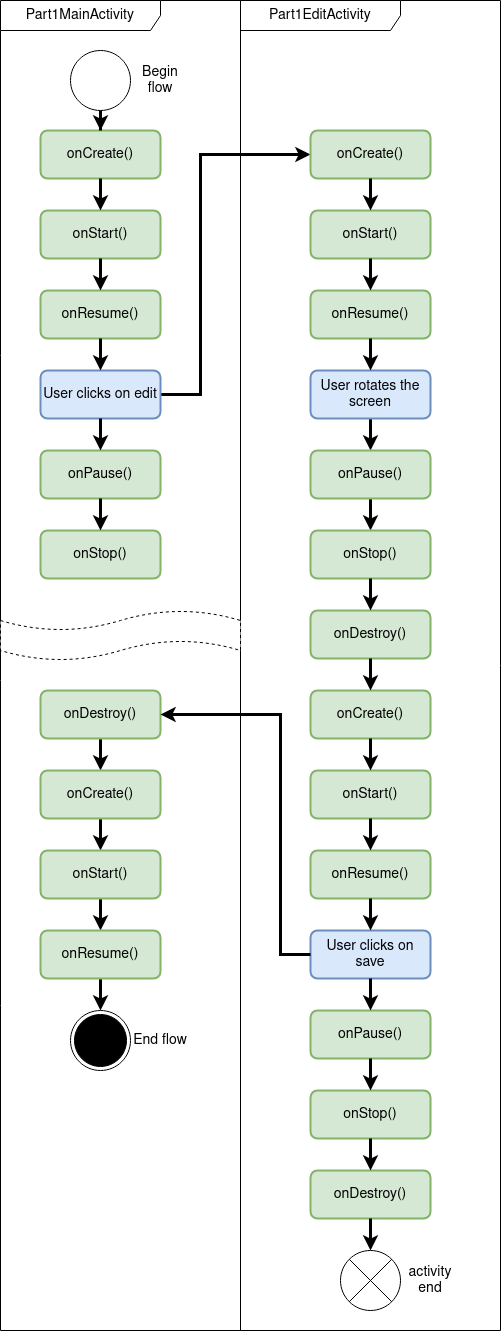 Part1MainActivity
Begin
flow
onCreate()
onStart()
onResume()
User clicks on edit
onPause()
onStop()
onDestroy()
onCreate()
onStart()
onResume()
End flow
Part1EditActivity
onCreate()
onStart()
onResume()
User rotates the
screen
onPause()
onStop()
onDestroy()
onCreate()
onStart()
onResume()
User clicks on
save
onPause()
onStop()
onDestroy()
activity
end